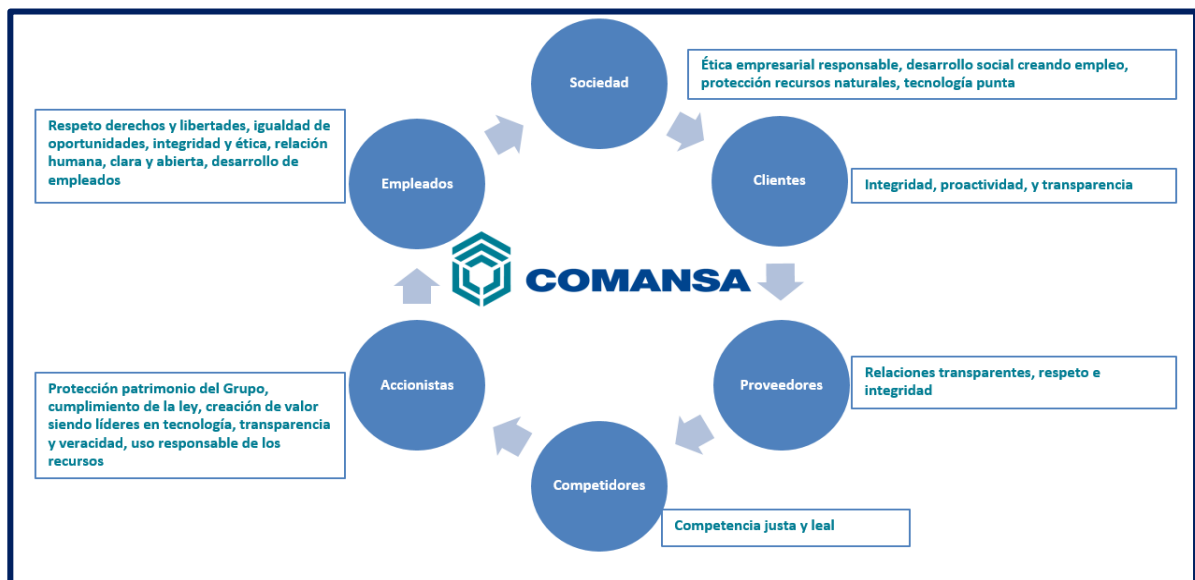 Sociedad
Ética empresarial responsable, desarrollo social creando empleo,
protección recursos naturales, tecnología punta
Respeto derechos y libertades, igualdad de
oportunidades, integridad y ética, relación
humana, clara y abierta, desarrollo de
empleados
Empleados
Clientes
Integridad, proactividad, y transparencia
COMANSA
Protección patrimonio del Grupo,
cumplimiento de la ley, creación de valor
siendo líderes en tecnología, transparencia
y veracidad, uso responsable de los
recursos
Accionistas
Proveedores
Relaciones transparentes, respeto e
integridad
Competidores
Competencia justa y leal